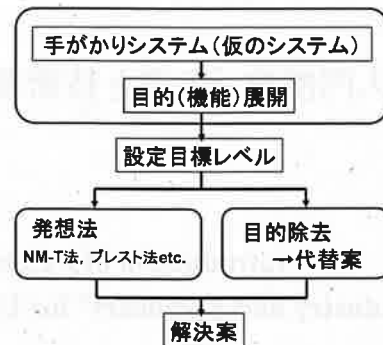 手がかりシステム(仮のシステム)
目的(機能)展開
設定目標レベル
発想法
NM-T法, ブレスト法etc.
目的除去
→代替案
解決案